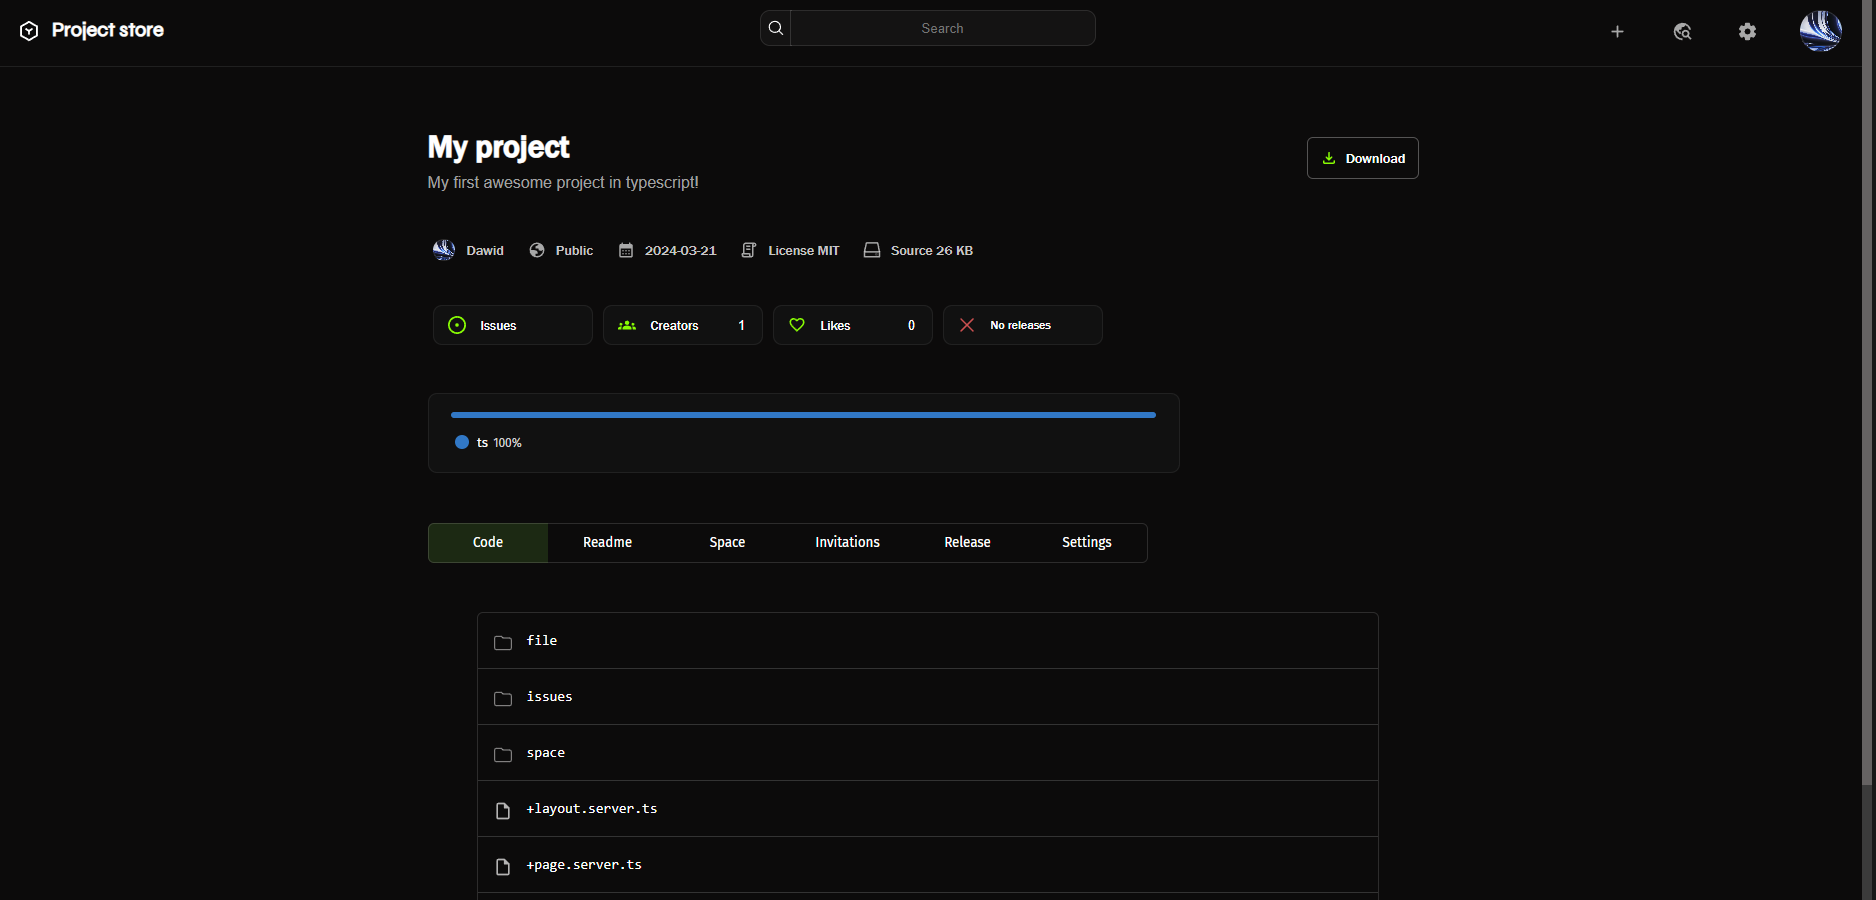 Project store
Search
My project
Download
My first awesome project in typescript!
Dawid Public 2024-03-21 License MIT Source 26 KB
Issues Creators 1 Likes 0 No releases
ts 100%
Code Readme Space Invitations Release Settings
file
issues
space
+layout.server.ts
+page.server.ts